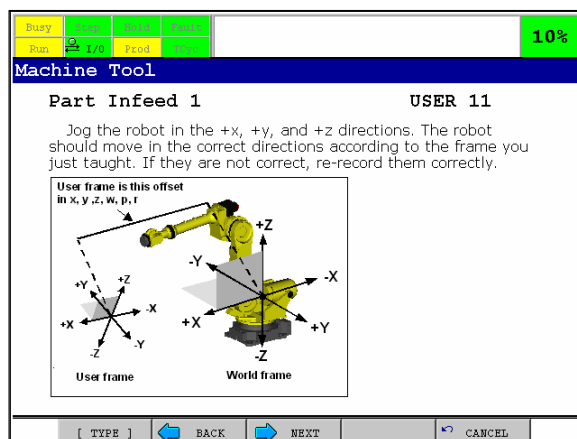 Busy Step Hold Fault
Run I/O Prod TCyc
10%
Machine Tool
Part Infeed 1 USER 11
Jog the robot in the +x, +y, and +z directions. The robot
should move in the correct directions according to the frame you
just taught. If they are not correct, re-record them correctly.
User frame is this offset
in x, y ,z, w, p, r
+Z
-Y
-X
+X
+Y
-Z
+Y
+Z
-X
+X
-Y
-Z
User frame
World frame
[ TYPE ] BACK NEXT CANCEL